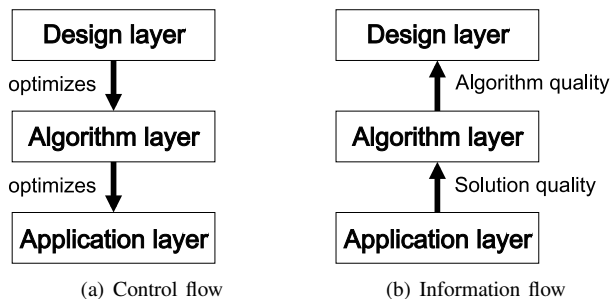 Design layer
optimizes
Algorithm layer
optimizes
Application layer
(a) Control flow
Design layer
Algorithm quality
Algorithm layer
Solution quality
Application layer
(b) Information flow